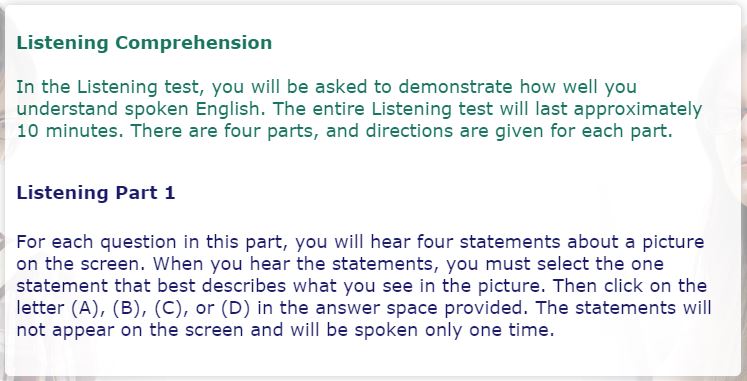 Listening Comprehension
In the Listening test, you will be asked to demonstrate how well you
understand spoken English. The entire Listening test will last approximately
10 minutes. There are four parts, and directions are given for each part.
Listening Part 1
For each question in this part, you will hear four statements about a picture
on the screen. When you hear the statements, you must select the one
statement that best describes what you see in the picture. Then click on the
letter (A), (B), (C), or (D) in the answer space provided. The statements will
not appear on the screen and will be spoken only one time.